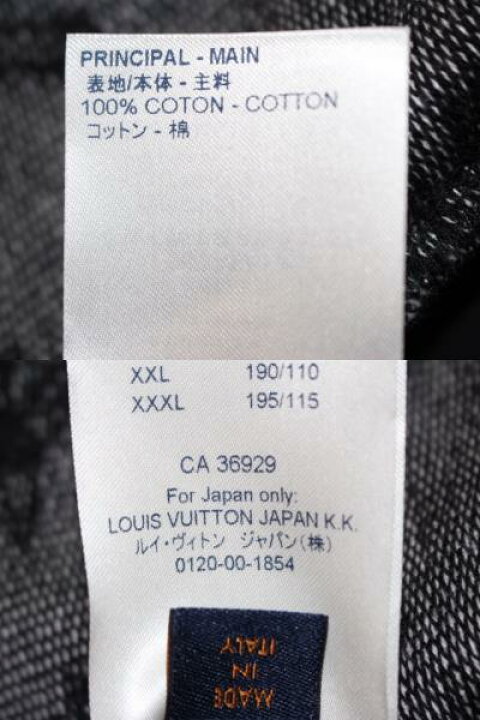 PRINCIPAL - MAIN
表地/本体 - 主料
100% COTON - COTTON
コットン - 棉
XXL 190/110
XXXL 195/115
CA 36929
For Japan only:
LOUIS VUITTON JAPAN K.K.
ルイ・ヴィトン ジャパン(株)
0120-00-1854
MADE
IN
ITALY